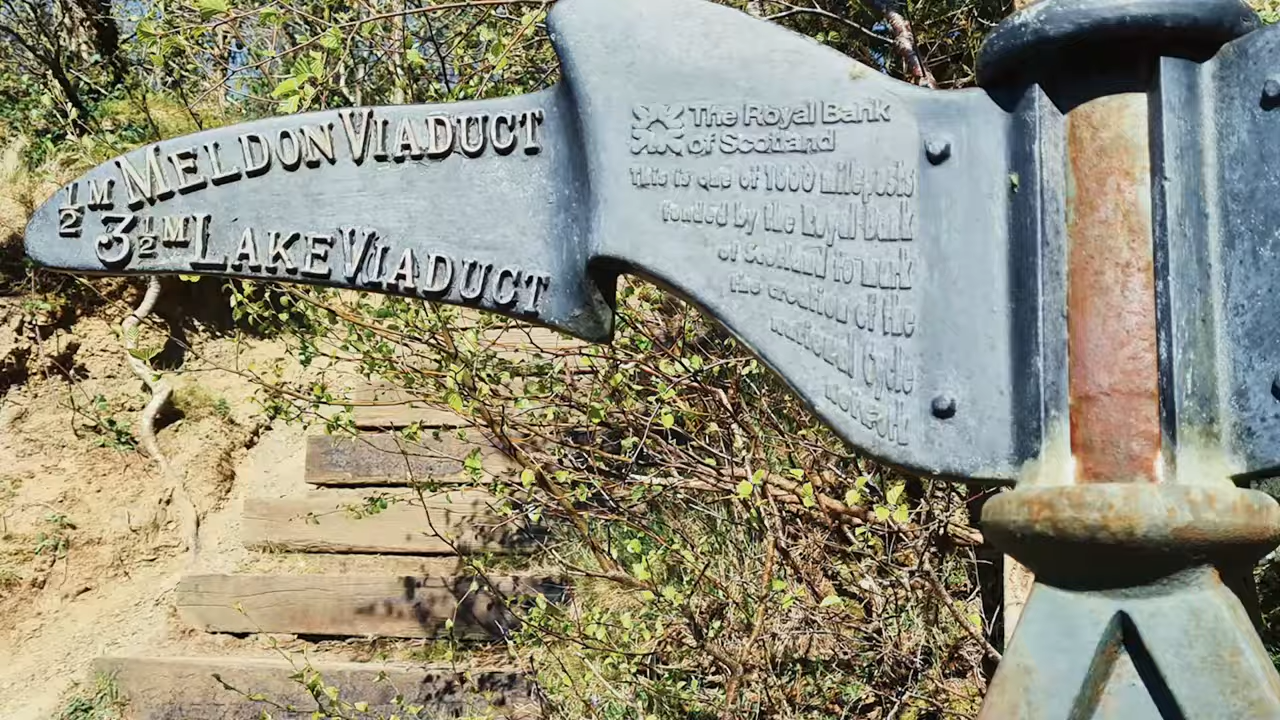 ½M MELDON VIADUCT
3½M LAKE VIADUCT
The Royal Bank
of Scotland
This is one of 1000 mileposts
funded by the Royal Bank
of Scotland to mark
the creation of the
national Cycle
network